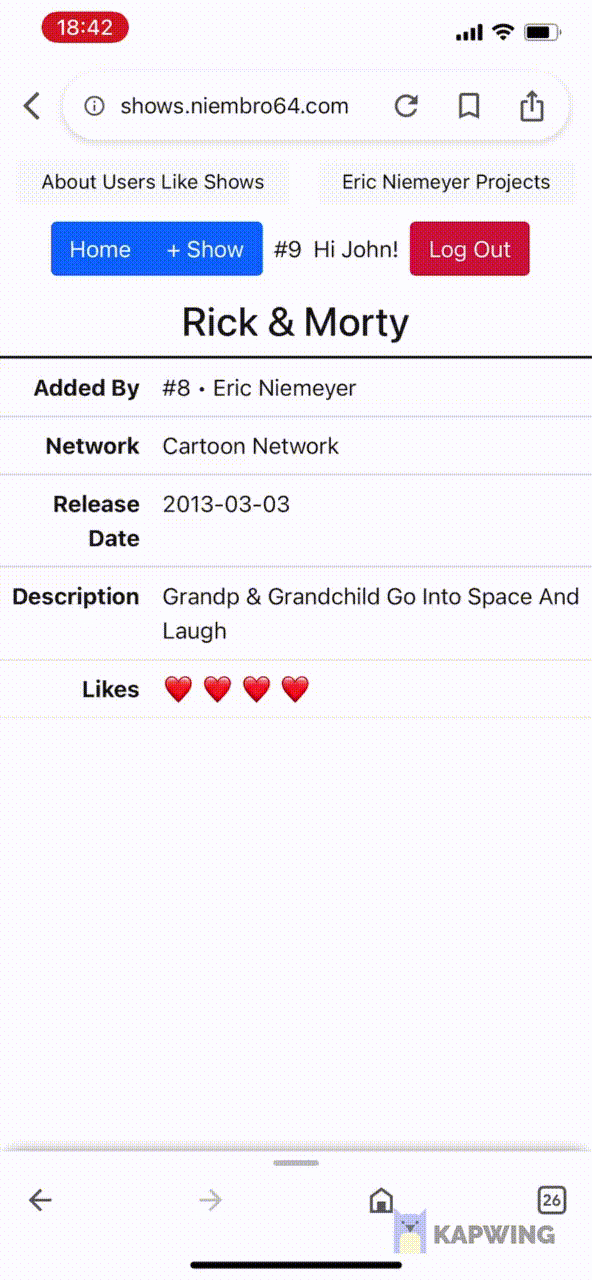 18:42
shows.niembro64.com
About Users Like Shows Eric Niemeyer Projects
Home + Show #9 Hi John! Log Out
Rick & Morty
Added By #8 • Eric Niemeyer
Network Cartoon Network
Release 2013-03-03
Date
Description Grandp & Grandchild Go Into Space And
Laugh
Likes ❤️ ❤️ ❤️ ❤️
26
KAPWING